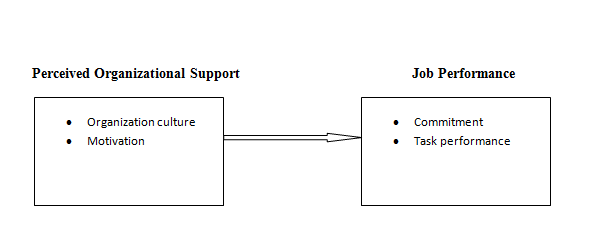 Perceived Organizational Support
Job Performance
• Organization culture
• Motivation
• Commitment
• Task performance